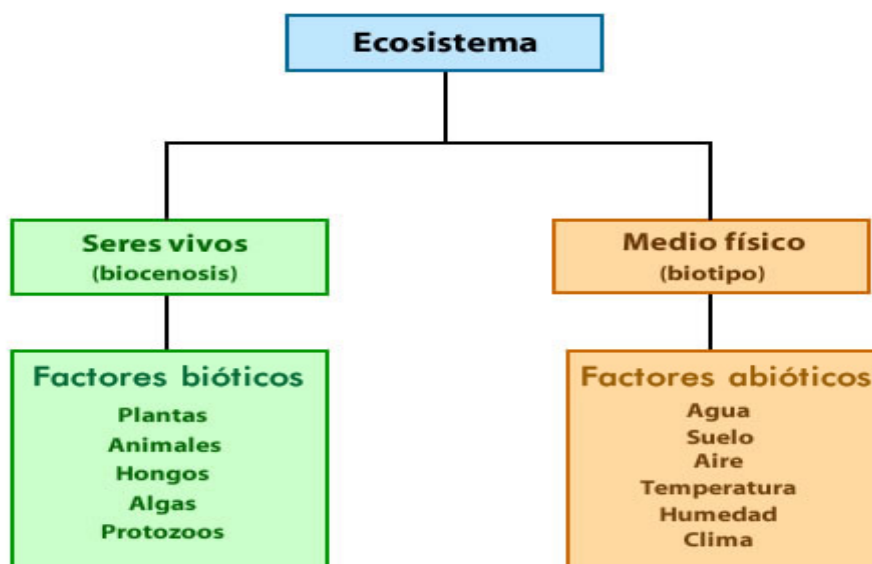 Ecosistema
Seres vivos
(biocenosis)
Medio físico
(biotipo)
Factores bióticos
Plantas
Animales
Hongos
Algas
Protozoos
Factores abióticos
Agua
Suelo
Aire
Temperatura
Humedad
Clima